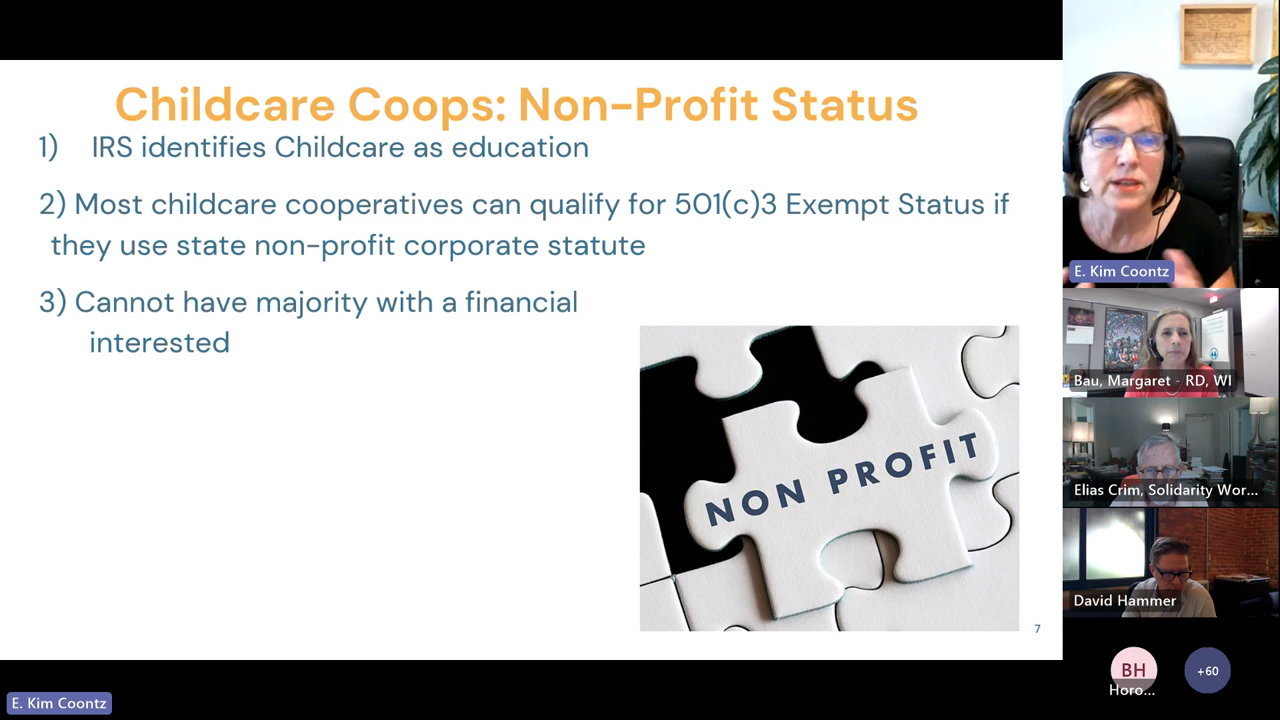 Childcare Coops: Non-Profit Status
1) IRS identifies Childcare as education
2) Most childcare cooperatives can qualify for 501(c)3 Exempt Status if
they use state non-profit corporate statute
3) Cannot have majority with a financial
interested
NON PROFIT
7
E. Kim Coontz
E. Kim Coontz
Bau, Margaret - RD, WI
Elias Crim, Solidarity Wor...
David Hammer
BH
Horo...
+60